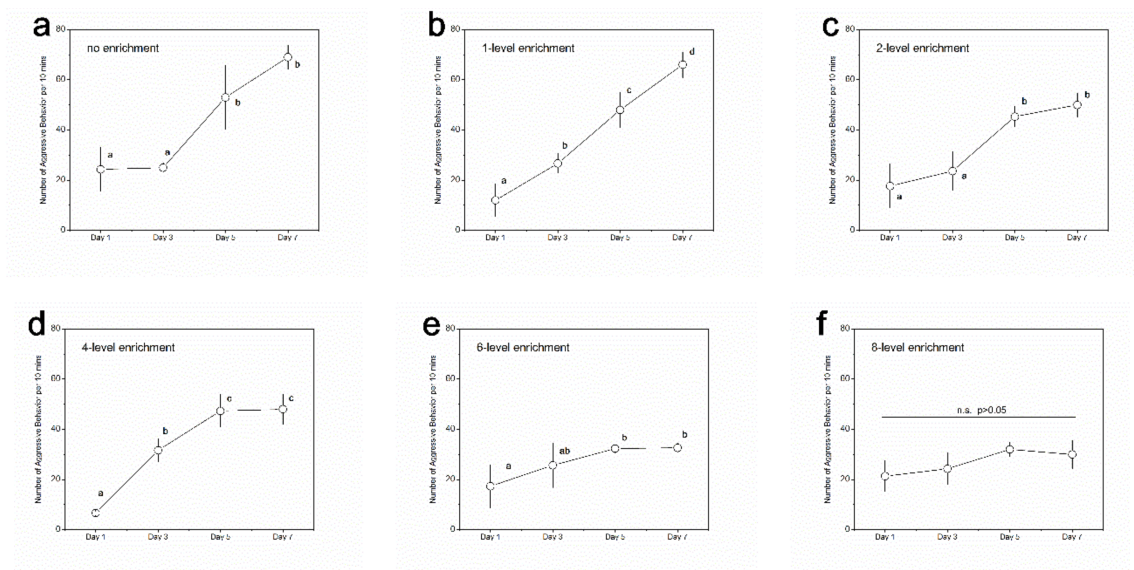 a
no enrichment
Number of Aggressive Behavior per 10 mins
80
60
40
20
0
a
a
b
b
Day 1 Day 3 Day 5 Day 7
b
1-level enrichment
Number of Aggressive Behavior per 10 mins
80
60
40
20
0
a
b
c
d
Day 1 Day 3 Day 5 Day 7
c
2-level enrichment
Number of Aggressive Behavior per 10 mins
80
60
40
20
0
a
a
b
b
Day 1 Day 3 Day 5 Day 7
d
4-level enrichment
Number of Aggressive Behavior per 10 mins
80
60
40
20
0
a
b
c
c
Day 1 Day 3 Day 5 Day 7
e
6-level enrichment
Number of Aggressive Behavior per 10 mins
80
60
40
20
0
a
ab
b
b
Day 1 Day 3 Day 5 Day 7
f
8-level enrichment
Number of Aggressive Behavior per 10 mins
80
60
40
20
0
n.s. p>0.05
Day 1 Day 3 Day 5 Day 7